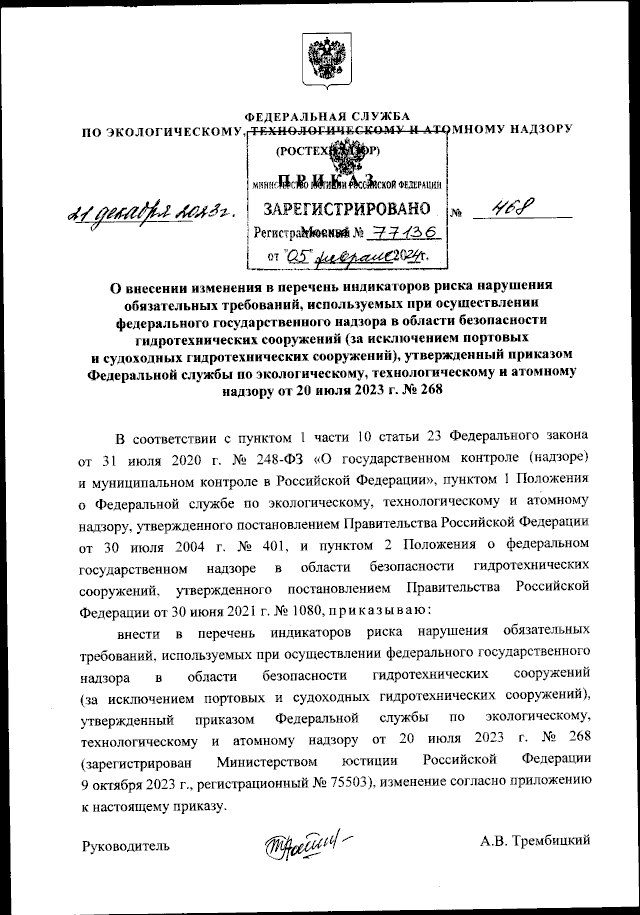 ФЕДЕРАЛЬНАЯ СЛУЖБА
ПО ЭКОЛОГИЧЕСКОМУ, ТЕХНОЛОГИЧЕСКОМУ И АТОМНОМУ НАДЗОРУ
(РОСТЕХНАДЗОР)
ПРИКАЗ
МИНИСТЕРСТВО ЮСТИЦИИ РОССИЙСКОЙ ФЕДЕРАЦИИ
ЗАРЕГИСТРИРОВАНО
21 декабря 2023г. № 468
Москва
Регистрационный № 77136
от "05" февраля 2024г.
О внесении изменения в перечень индикаторов риска нарушения
обязательных требований, используемых при осуществлении
федерального государственного надзора в области безопасности
гидротехнических сооружений (за исключением портовых
и судоходных гидротехнических сооружений), утвержденный приказом
Федеральной службы по экологическому, технологическому и атомному
надзору от 20 июля 2023 г. № 268
В соответствии с пунктом 1 части 10 статьи 23 Федерального закона
от 31 июля 2020 г. № 248-ФЗ «О государственном контроле (надзоре)
и муниципальном контроле в Российской Федерации», пунктом 1 Положения
о Федеральной службе по экологическому, технологическому и атомному
надзору, утвержденного постановлением Правительства Российской Федерации
от 30 июля 2004 г. № 401, и пунктом 2 Положения о федеральном
государственном надзоре в области безопасности гидротехнических
сооружений, утвержденного постановлением Правительства Российской
Федерации от 30 июня 2021 г. № 1080, приказываю:
внести в перечень индикаторов риска нарушения обязательных
требований, используемых при осуществлении федерального государственного
надзора в области безопасности гидротехнических сооружений
(за исключением портовых и судоходных гидротехнических сооружений),
утвержденный приказом Федеральной службы по экологическому,
технологическому и атомному надзору от 20 июля 2023 г. № 268
(зарегистрирован Министерством юстиции Российской Федерации
9 октября 2023 г., регистрационный № 75503), изменение согласно приложению
к настоящему приказу.
Руководитель А.В. Трембицкий